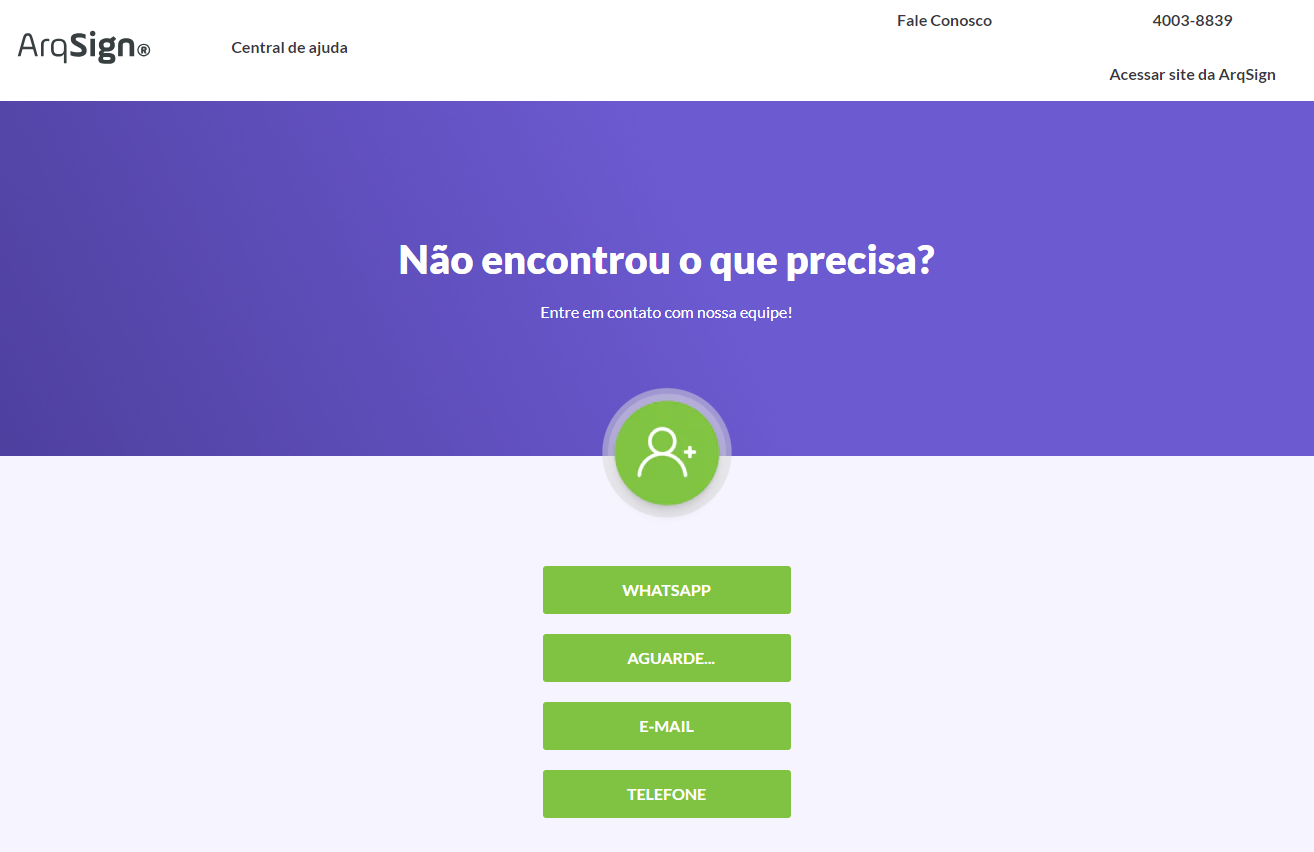 ArqSign®
Central de ajuda
Fale Conosco
4003-8839
Acessar site da ArqSign
Não encontrou o que precisa?
Entre em contato com nossa equipe!
WHATSAPP
AGUARDE...
E-MAIL
TELEFONE